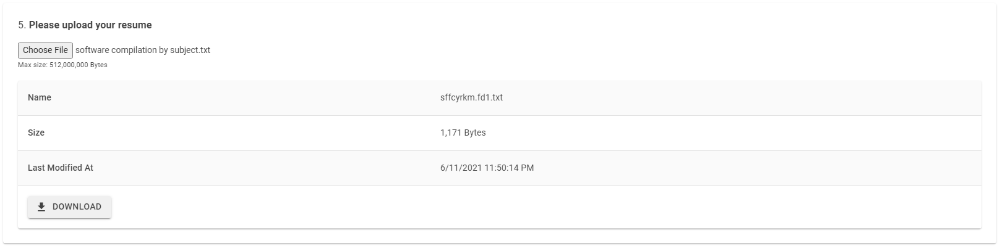 5. Please upload your resume
Choose File software compilation by subject.txt
Max size: 512,000,000 Bytes
Name sffcyrkm.fd1.txt
Size 1,171 Bytes
Last Modified At 6/11/2021 11:50:14 PM
DOWNLOAD